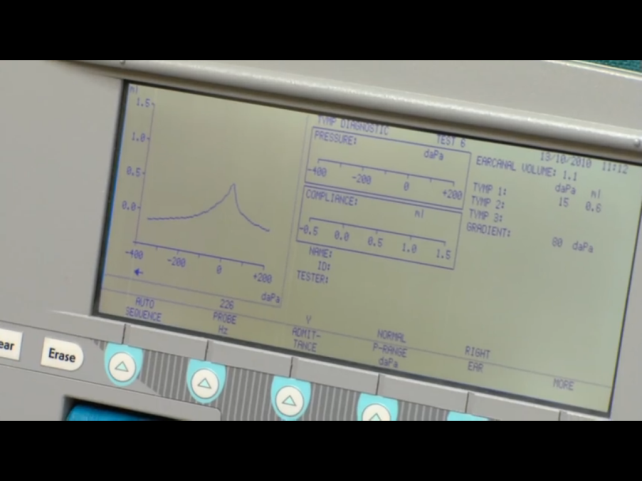 ml
1.5
1.0
0.5
0.0
-400 -200 0 +200
daPa
TYMP DIAGNOSTIC TEST 6
13/10/2010 11:12
PRESSURE: daPa
-400 -200 0 +200
COMPLIANCE: ml
-0.5 0.0 0.5 1.0 1.5
EARCANAL VOLUME: 1.1
daPa ml
TYMP 1: 15 0.6
TYMP 2:
TYMP 3:
GRADIENT: 80 daPa
NAME:
ID:
TESTER:
AUTO
SEQUENCE
226
PROBE
Hz
Y
ADMIT-
TANCE
NORMAL
P-RANGE
daPa
RIGHT
EAR
MORE
ear
Erase